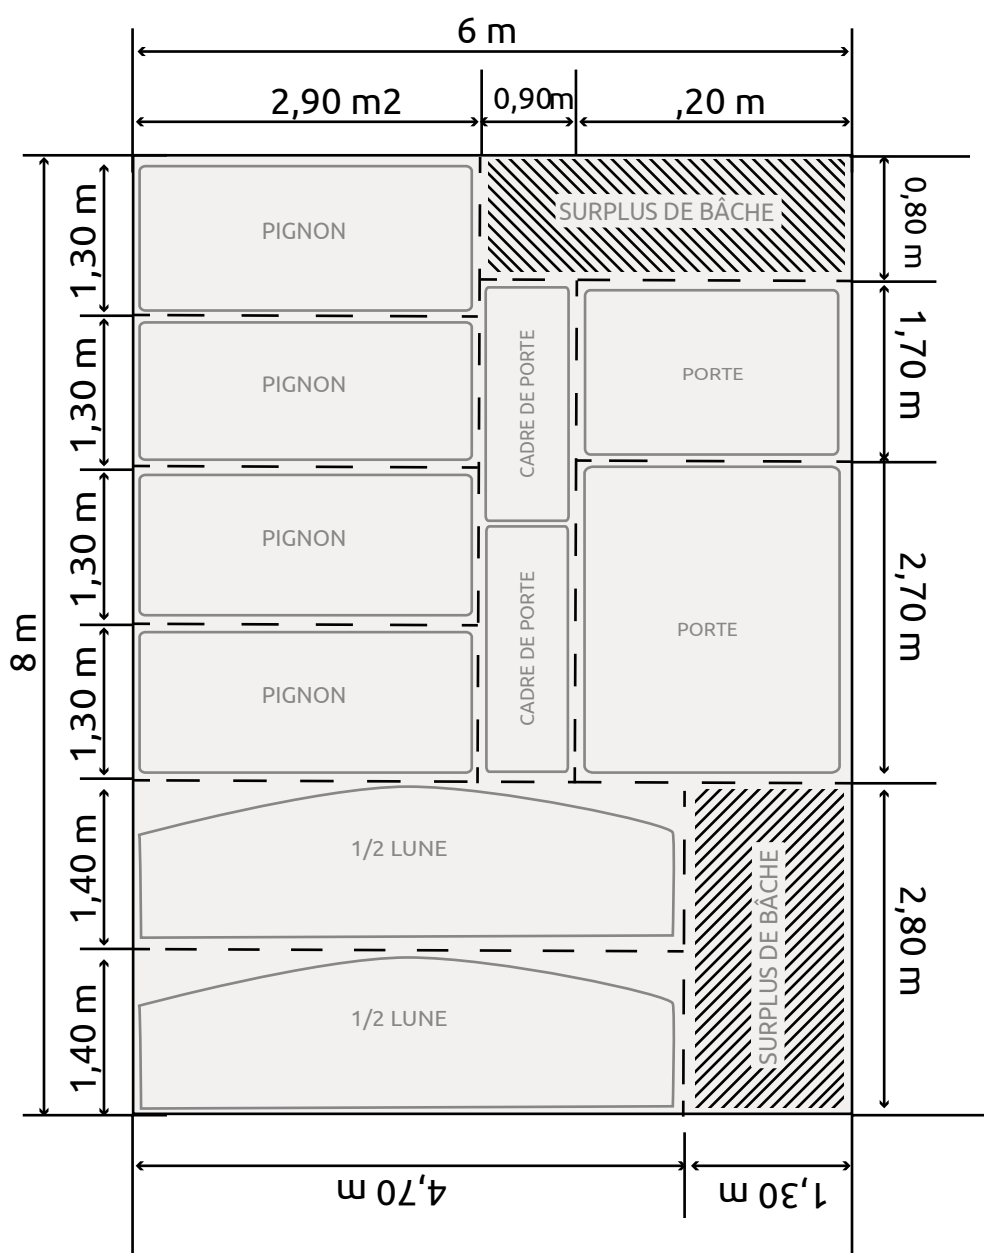 6 m
2,90 m2
0,90m
,20 m
8 m
1,30 m
1,30 m
1,30 m
1,30 m
1,40 m
1,40 m
PIGNON
PIGNON
PIGNON
PIGNON
SURPLUS DE BÂCHE
CADRE DE PORTE
CADRE DE PORTE
PORTE
PORTE
0,80 m
1,70 m
2,70 m
2,80 m
1/2 LUNE
1/2 LUNE
SURPLUS DE BÂCHE
4,70 m
1,30 m